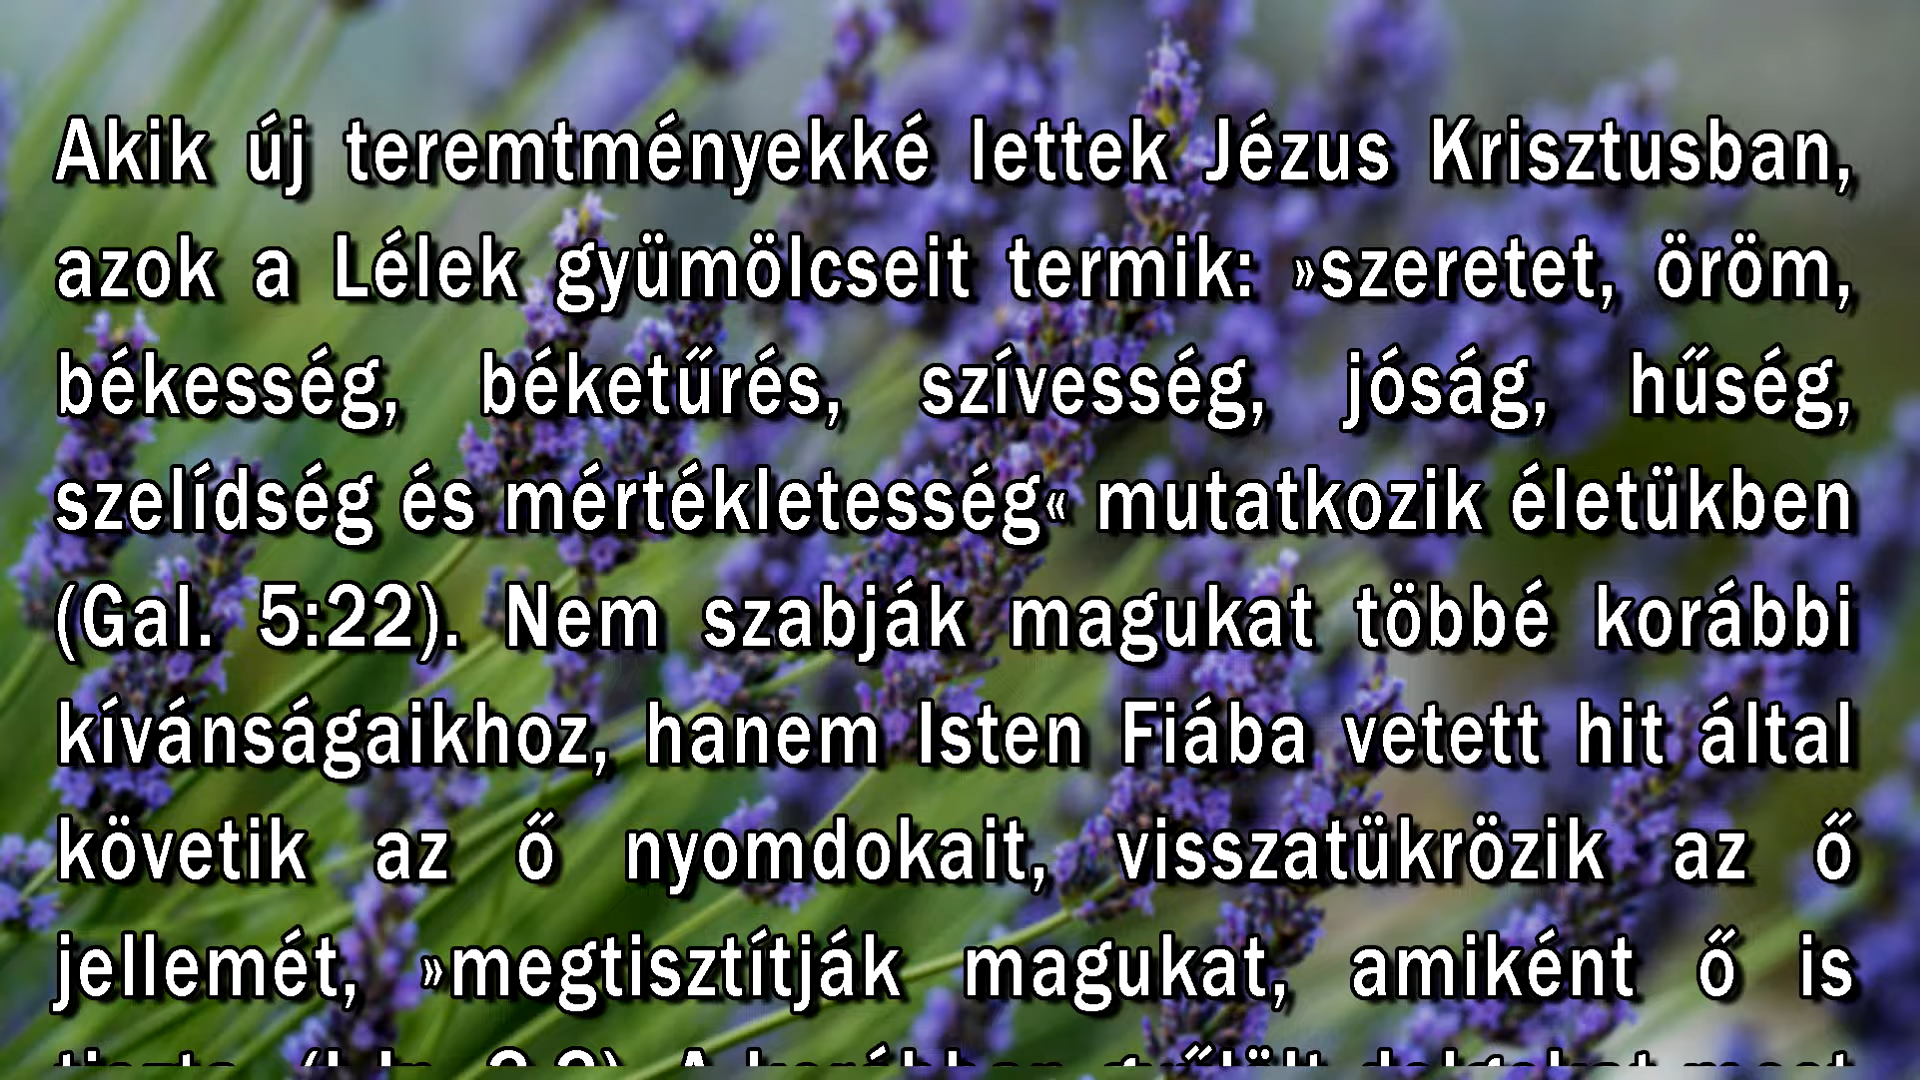 Akik új teremtményekké lettek Jézus Krisztusban,
azok a Lélek gyümölcseit termik: »szeretet, öröm,
békesség, béketűrés, szívesség, jóság, hűség,
szelídség és mértékletesség« mutatkozik életükben
(Gal. 5:22). Nem szabják magukat többé korábbi
kívánságaikhoz, hanem Isten Fiába vetett hit által
követik az ő nyomdokait, visszatükrözik az ő
jellemét, »megtisztítják magukat, amiként ő is